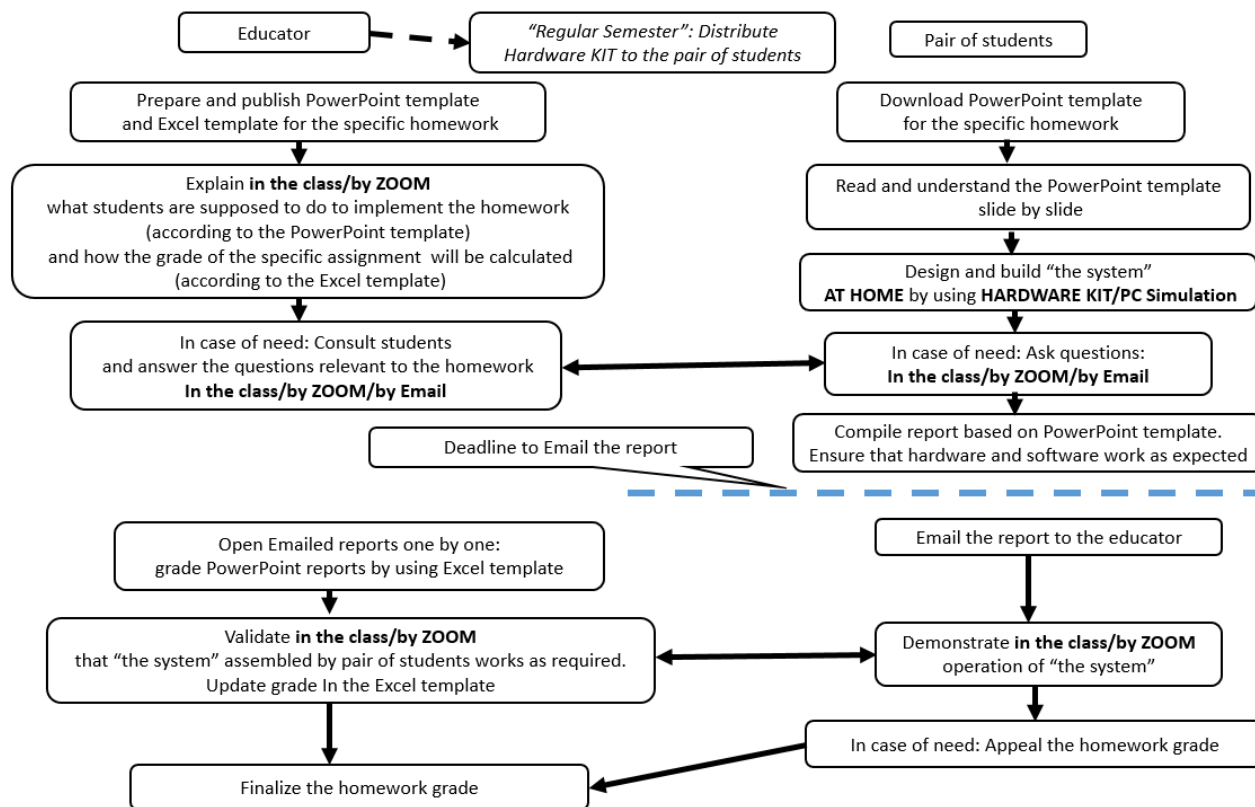 Educator
“Regular Semester”: Distribute
Hardware KIT to the pair of students
Pair of students
Prepare and publish PowerPoint template
and Excel template for the specific homework
Download PowerPoint template
for the specific homework
Explain in the class/by ZOOM
what students are supposed to do to implement the homework
(according to the PowerPoint template)
and how the grade of the specific assignment will be calculated
(according to the Excel template)
Read and understand the PowerPoint template
slide by slide
Design and build “the system”
AT HOME by using HARDWARE KIT/PC Simulation
In case of need: Consult students
and answer the questions relevant to the homework
In the class/by ZOOM/by Email
In case of need: Ask questions:
In the class/by ZOOM/by Email
Compile report based on PowerPoint template.
Ensure that hardware and software work as expected
Deadline to Email the report
Open Emailed reports one by one:
grade PowerPoint reports by using Excel template
Email the report to the educator
Validate in the class/by ZOOM
that “the system” assembled by pair of students works as required.
Update grade In the Excel template
Demonstrate in the class/by ZOOM
operation of “the system”
In case of need: Appeal the homework grade
Finalize the homework grade